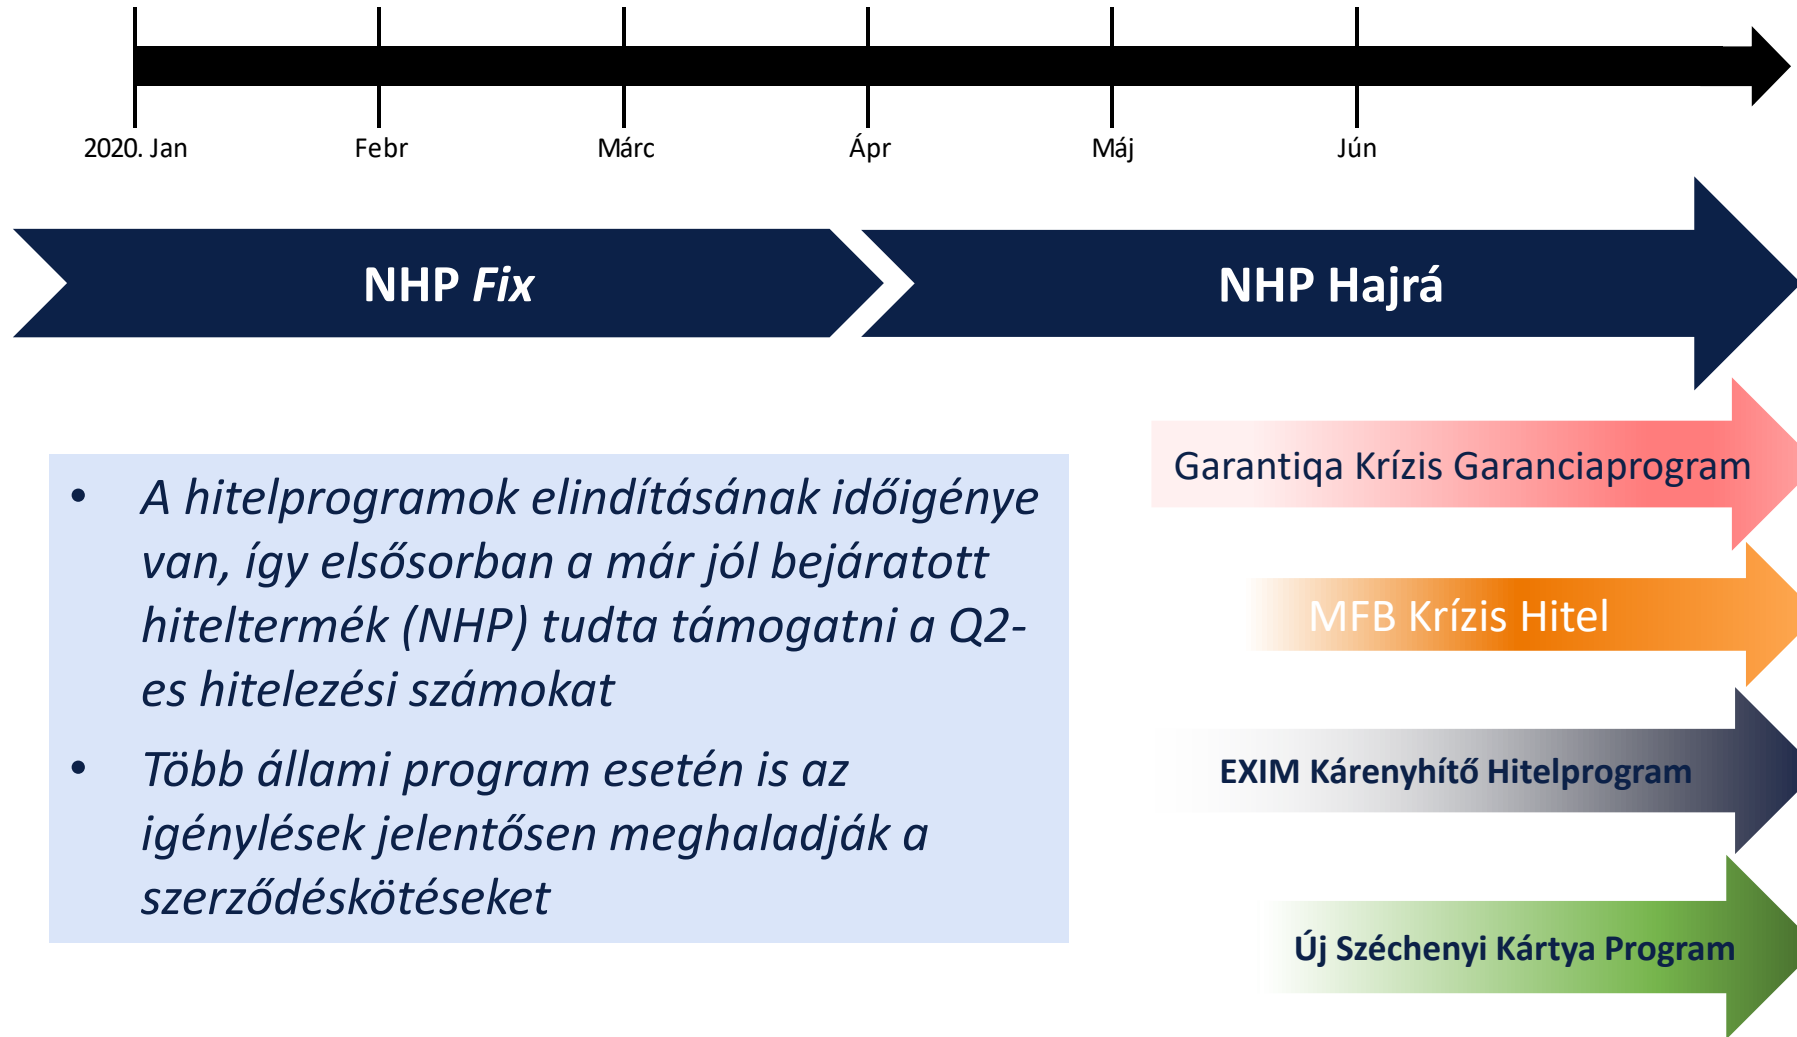 2020. Jan Febr Márc Ápr Máj Jún
NHP Fix
NHP Hajrá
Garantiqa Krízis Garanciaprogram
MFB Krízis Hitel
EXIM Kárenyhítő Hitelprogram
Új Széchenyi Kártya Program
• A hitelprogramok elindításának időigénye
van, így elsősorban a már jól bejáratott
hiteltermék (NHP) tudta támogatni a Q2-
es hitelezési számokat
• Több állami program esetén is az
igénylések jelentősen meghaladják a
szerződéskötéseket